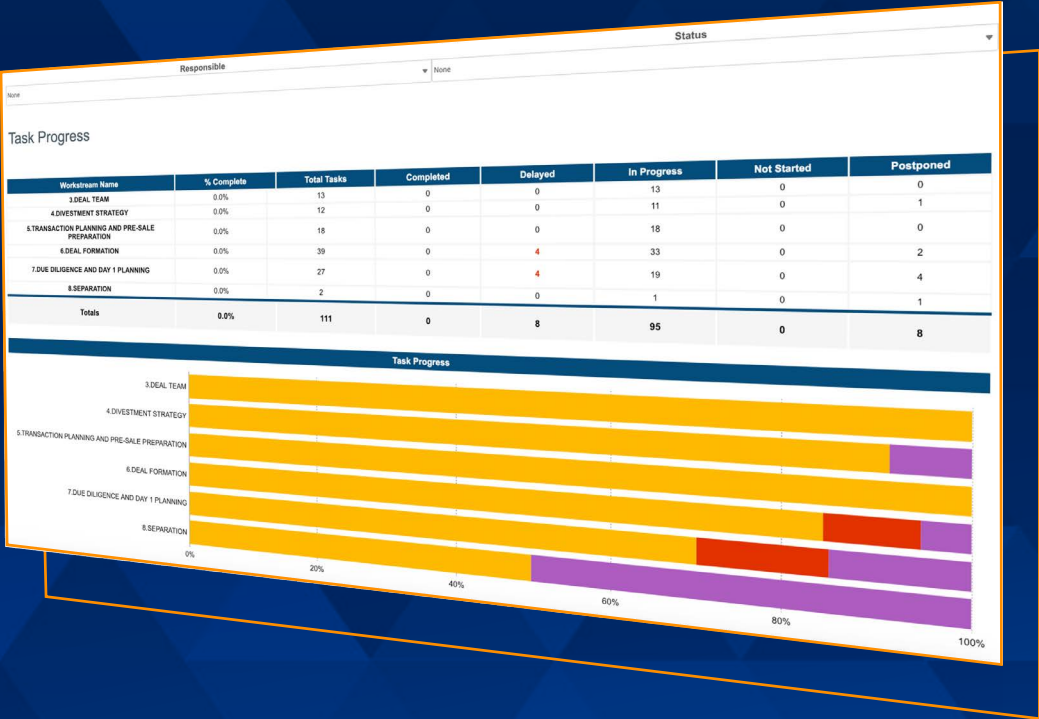 Responsible
Status
None
None
Task Progress
Workstream Name % Complete Total Tasks Completed Delayed In Progress Not Started Postponed
3.DEAL TEAM 0.0% 13 0 0 13 0 0
4.DIVESTMENT STRATEGY 0.0% 12 0 0 11 0 1
5.TRANSACTION PLANNING AND PRE-SALE
PREPARATION 0.0% 18 0 0 18 0 0
6.DEAL FORMATION 0.0% 39 0 4 33 0 2
7.DUE DILIGENCE AND DAY 1 PLANNING 0.0% 27 0 4 19 0 4
8.SEPARATION 0.0% 2 0 0 1 0 1
Totals 0.0% 111 0 8 95 0 8
Task Progress
3.DEAL TEAM
4.DIVESTMENT STRATEGY
5.TRANSACTION PLANNING AND PRE-SALE PREPARATION
6.DEAL FORMATION
7.DUE DILIGENCE AND DAY 1 PLANNING
8.SEPARATION
0% 20% 40% 60% 80% 100%